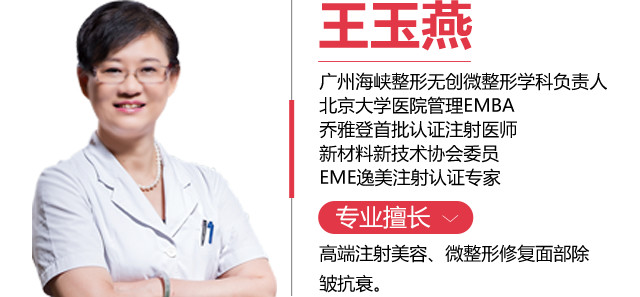 王玉燕
广州海峡整形无创微整形学科负责人
北京大学医院管理EMBA
乔雅登首批认证注射医师
新材料新技术协会委员
EME逸美注射认证专家
专业擅长
高端注射美容、微整形修复面部除
皱抗衰。